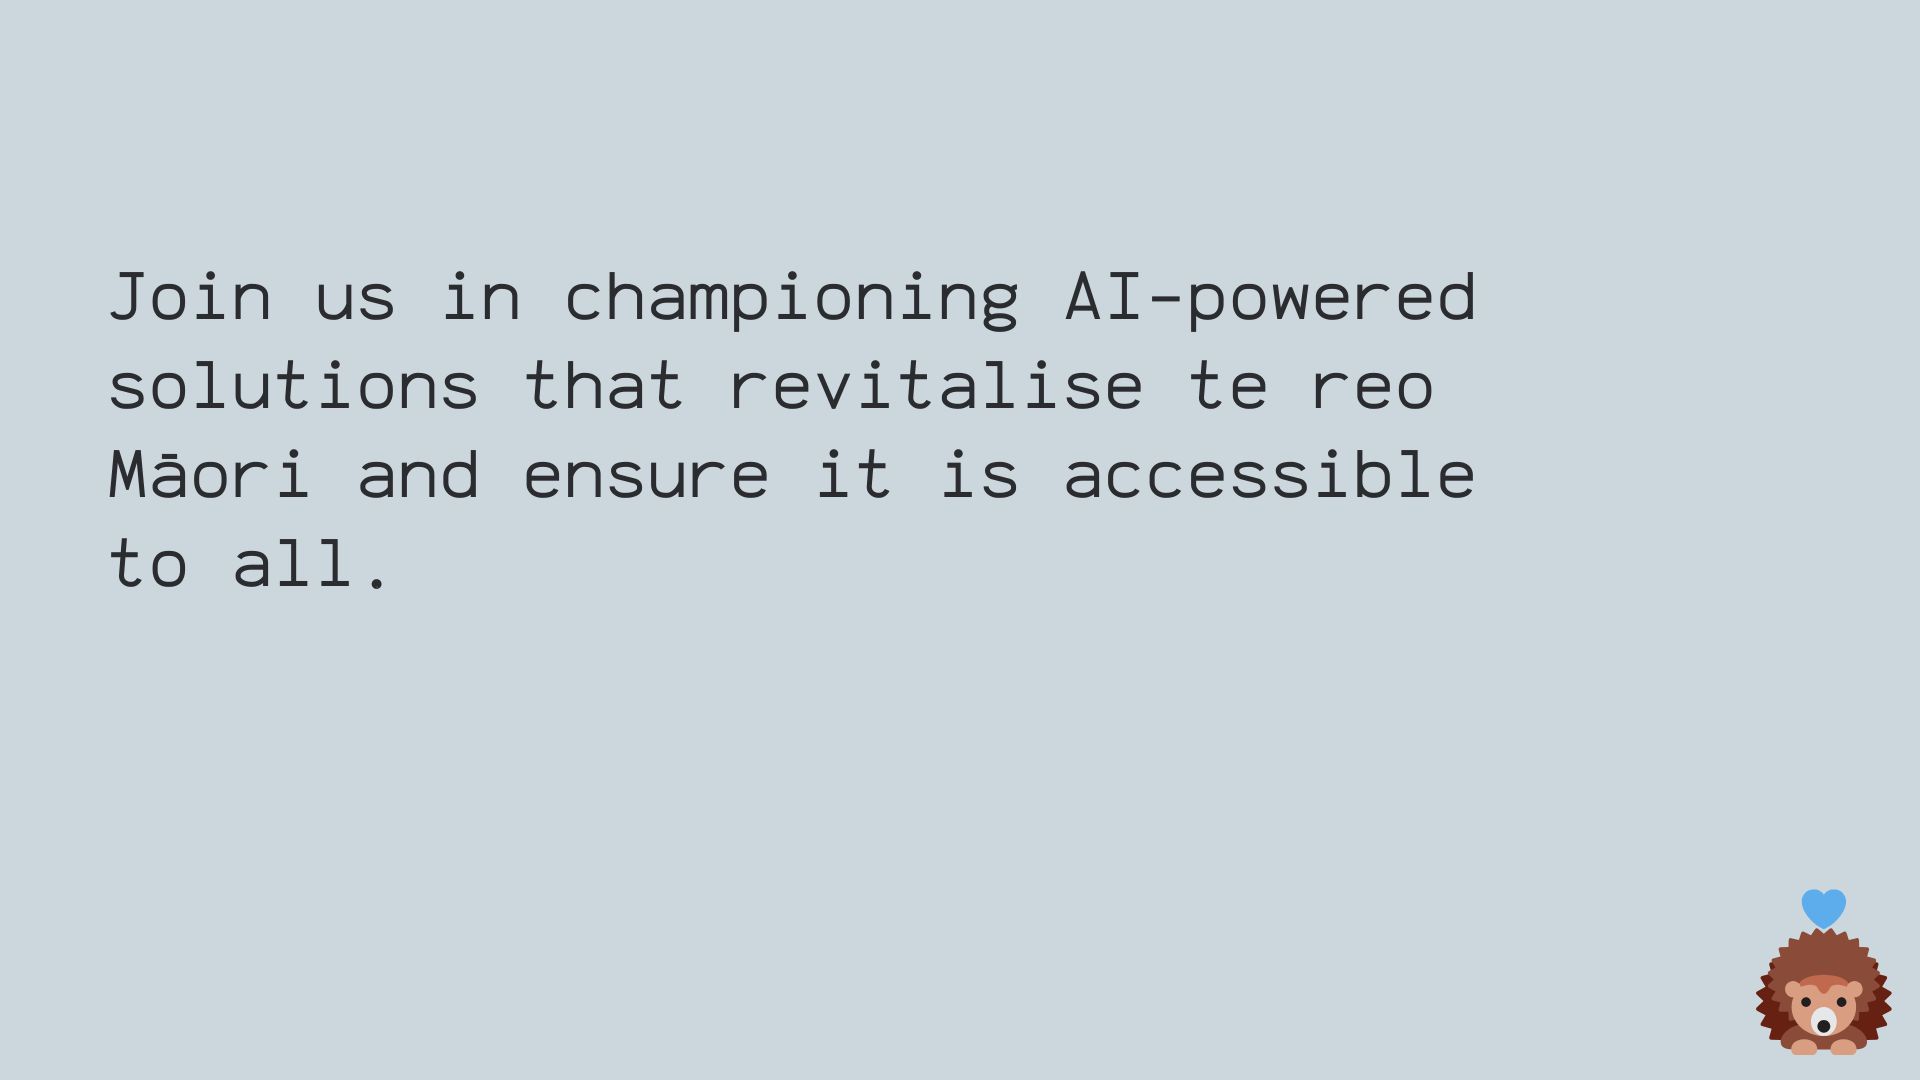 Join us in championing AI-powered
solutions that revitalise te reo
Māori and ensure it is accessible
to all.